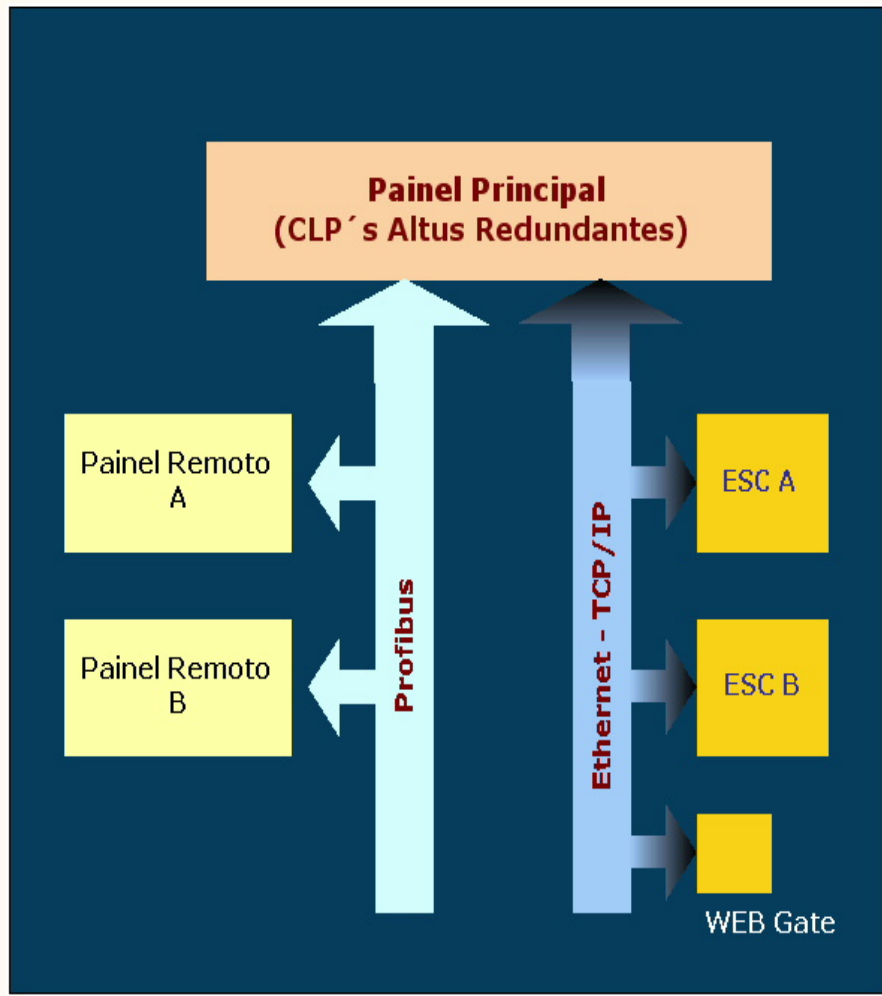 Painel Principal
(CLP´s Altus Redundantes)
Painel Remoto
A
ESC A
Profibus
Ethernet - TCP/IP
Painel Remoto
B
ESC B
WEB Gate